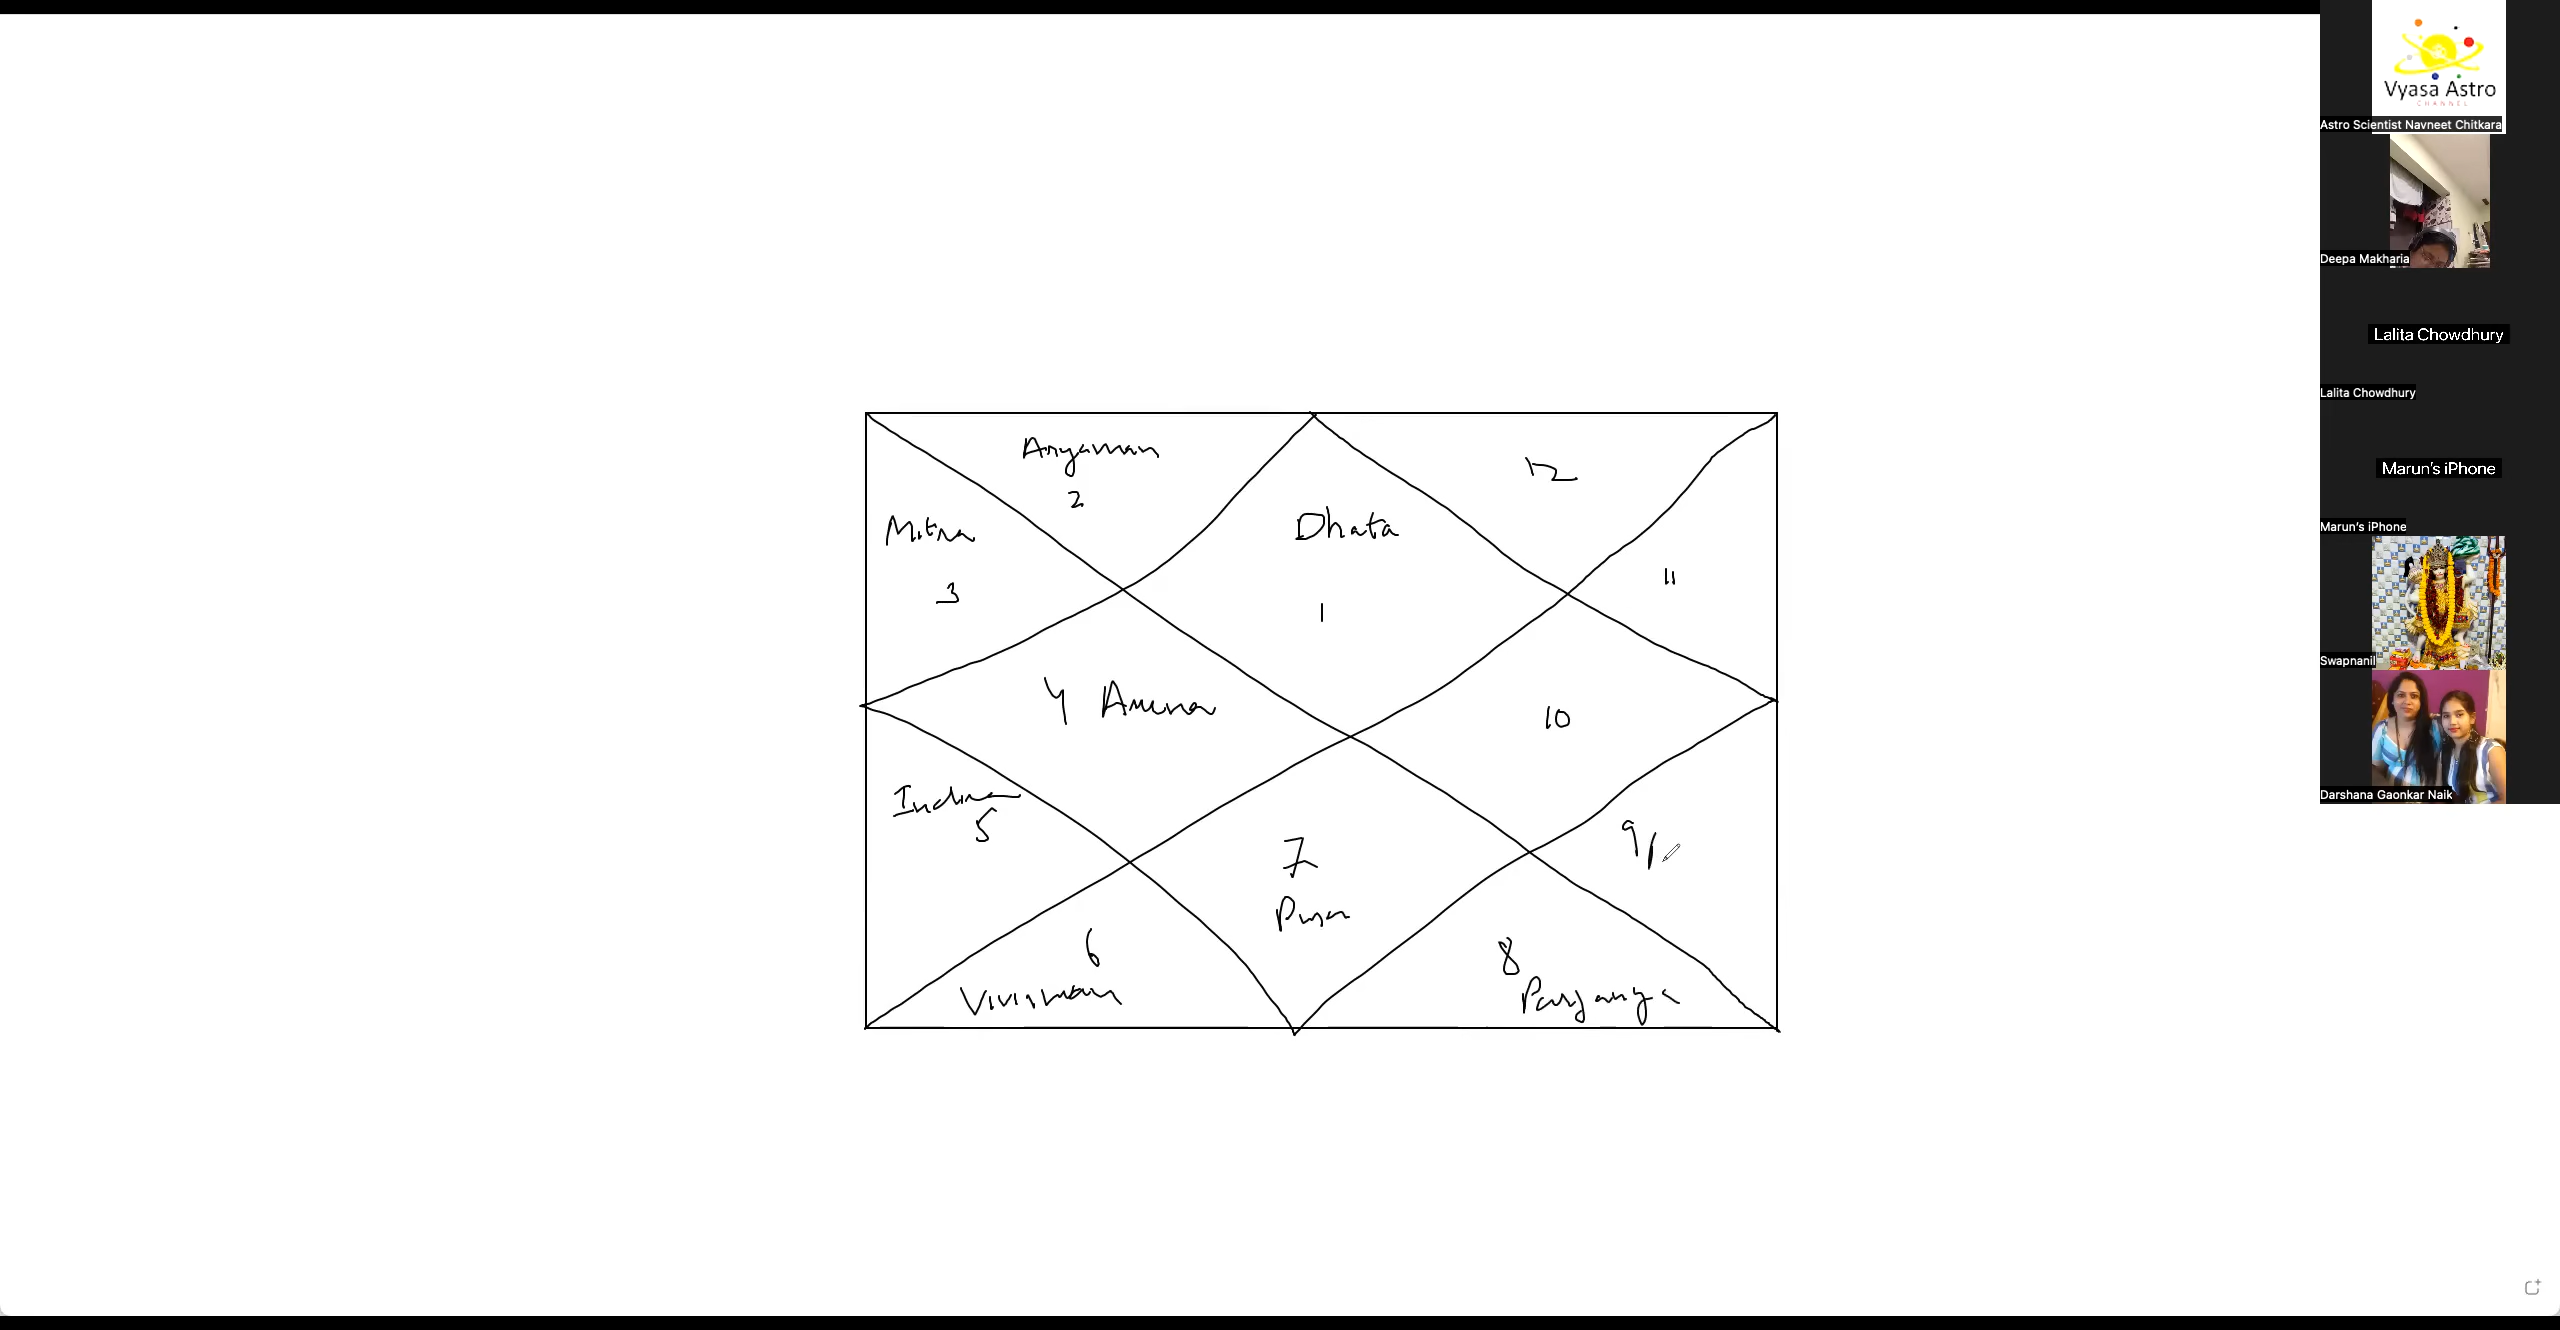 Aryaman
2
Mitra
3
Dhata
1
12
11
4 Aruna
10
Indra
5
7
Pusa
9
6
Vivisman
8
Parjanya
Vyasa Astro
CHANNEL
Astro Scientist Navneet Chitkara
Deepa Makharia
Lalita Chowdhury
Lalita Chowdhury
Marun's iPhone
Marun's iPhone
Swapnanil
Darshana Gaonkar Naik